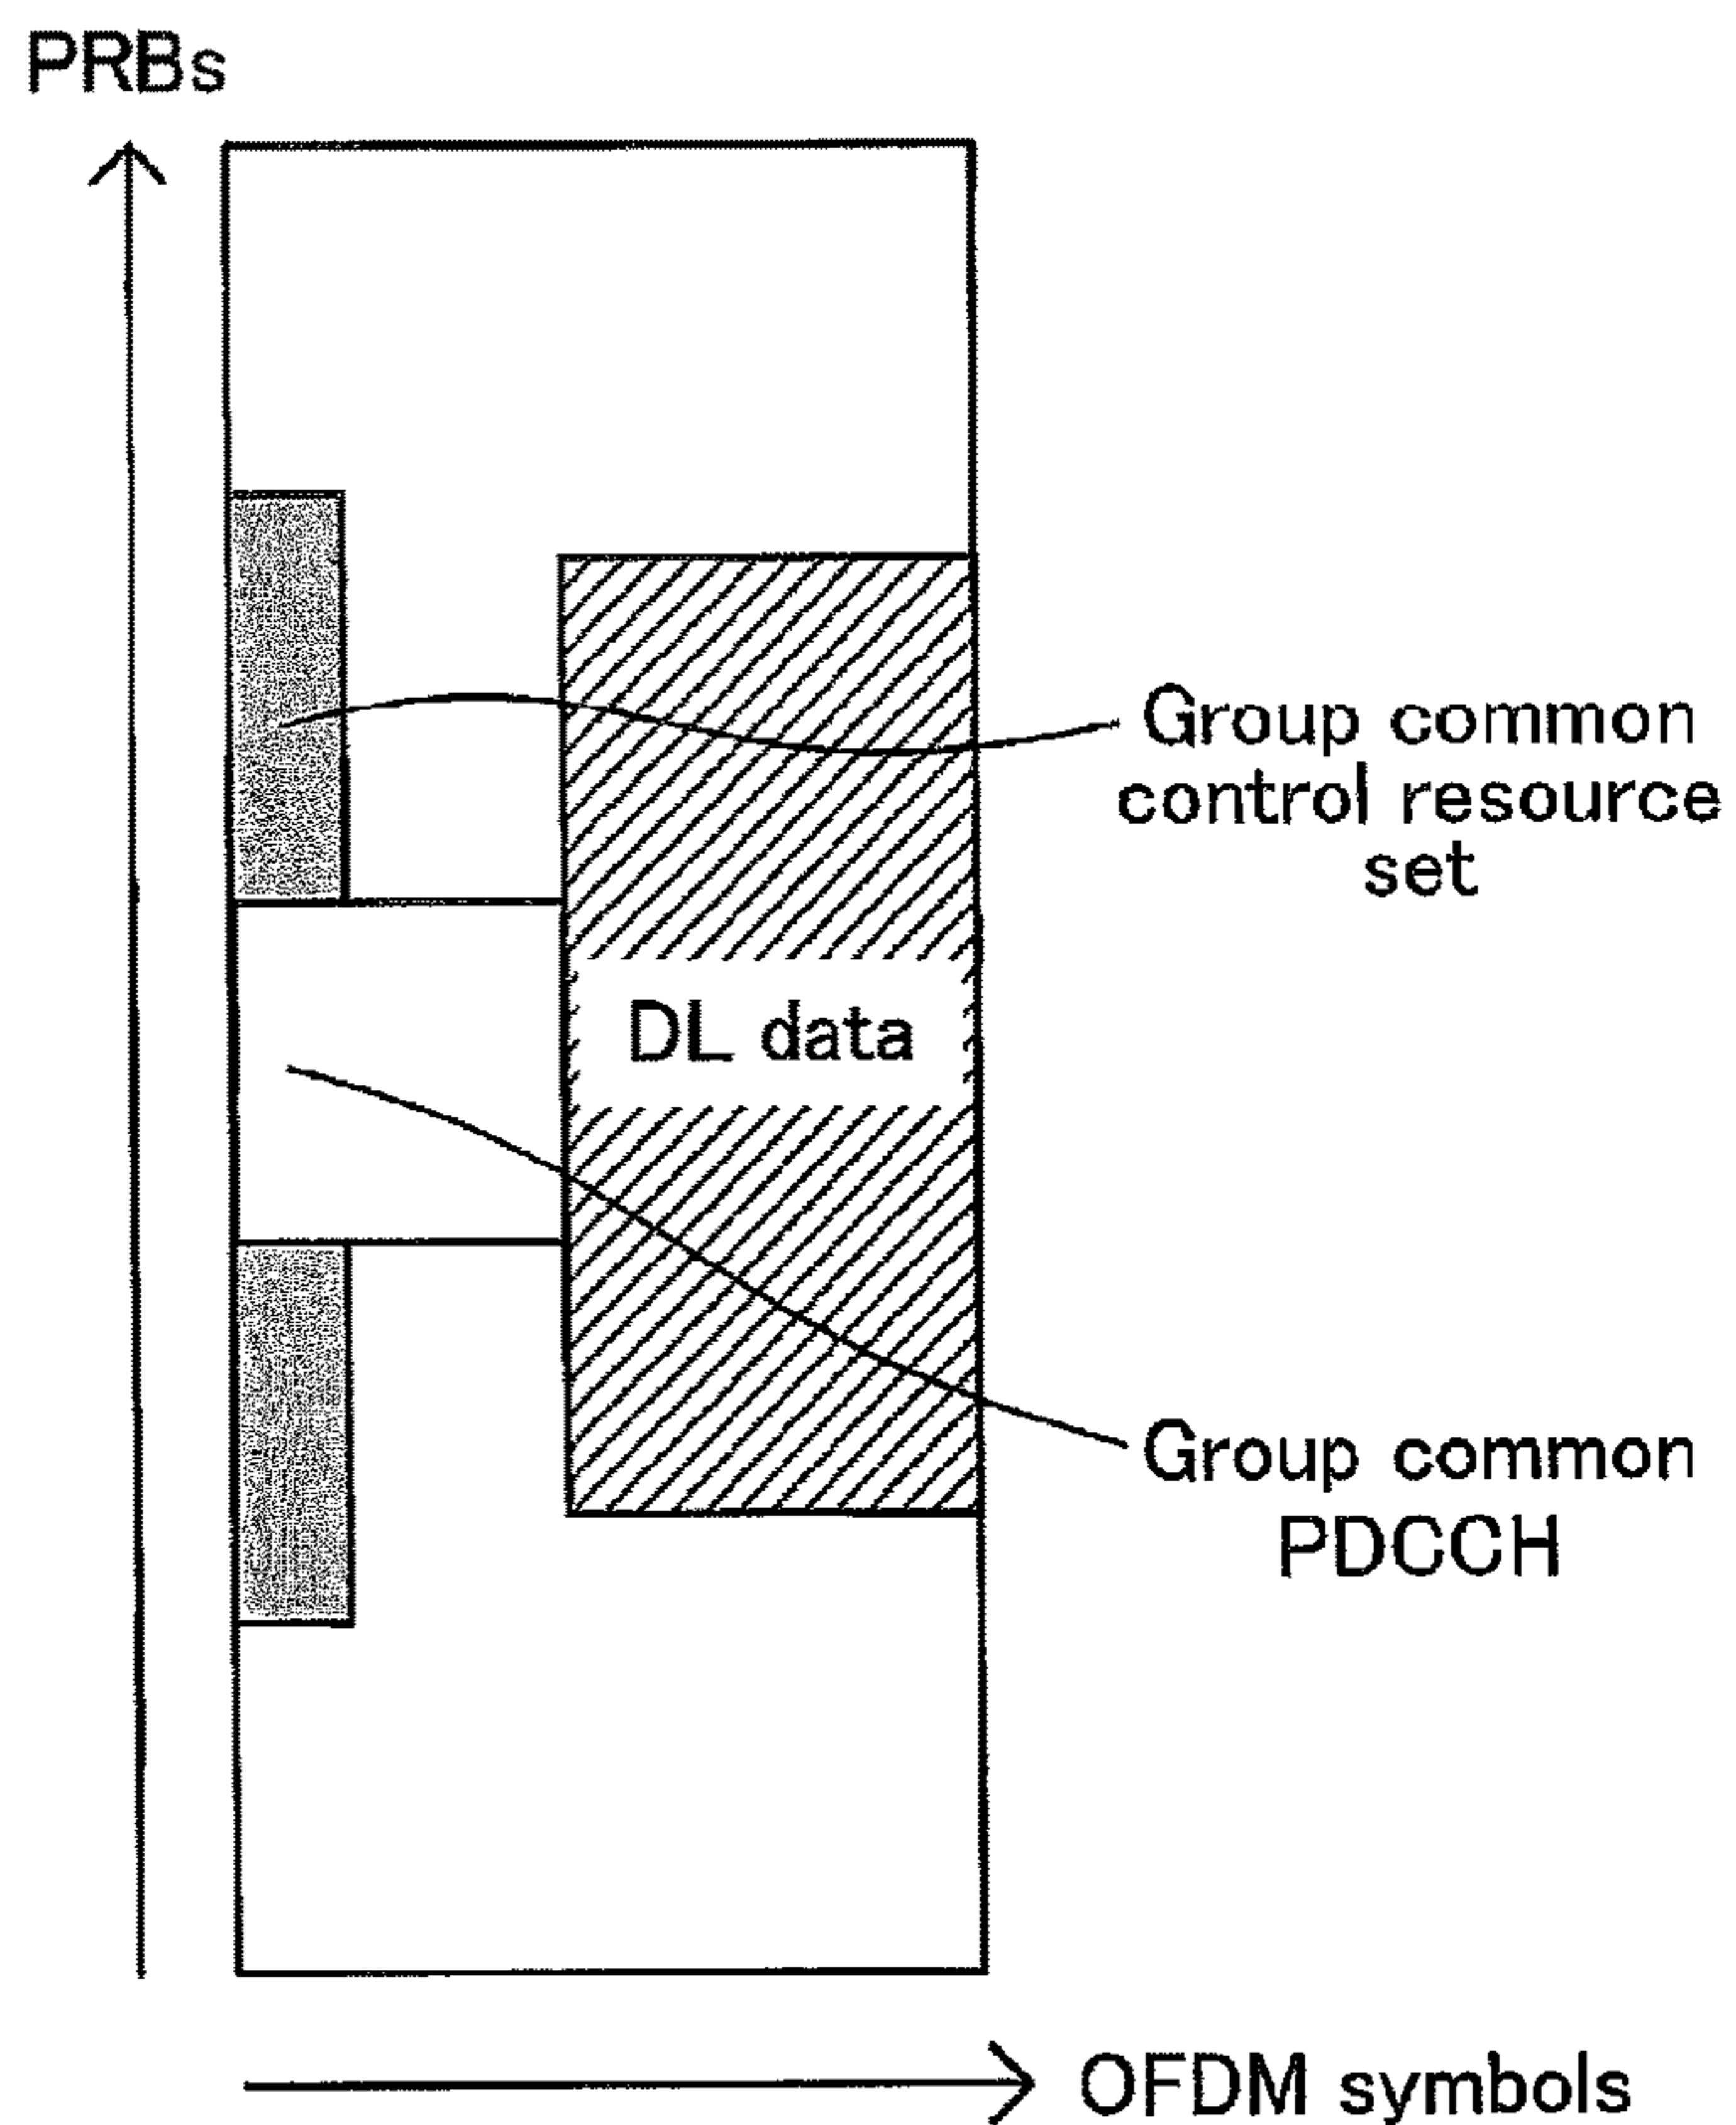 PRBs
Group common
control resource
set
DL data
Group common
PDCCH
OFDM symbols